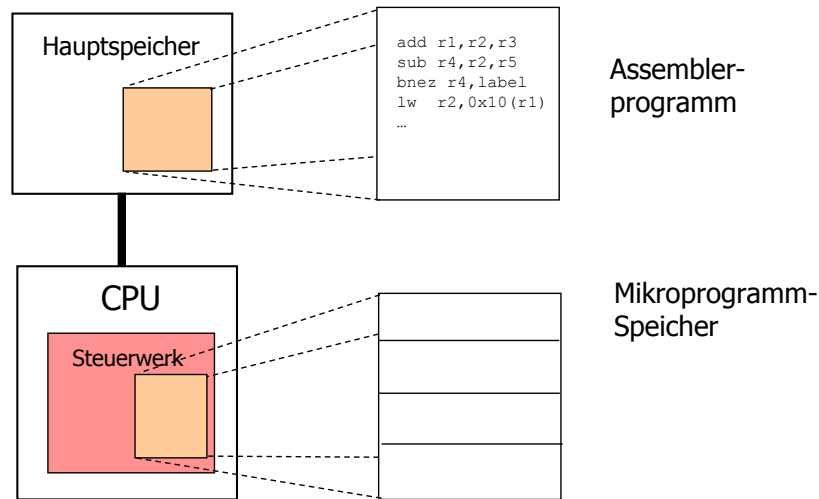 Hauptspeicher
add r1,r2,r3
sub r4,r2,r5
bnez r4,label
lw  r2,0x10(r1)
…
Assembler-
programm
CPU
Steuerwerk
Mikroprogramm-
Speicher